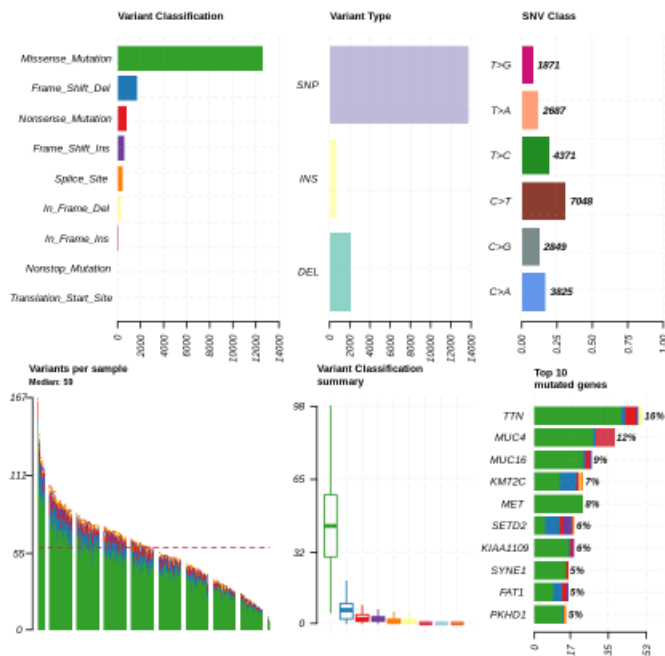 Variant Classification
Missense_Mutation
Frame_Shift_Del
Nonsense_Mutation
Frame_Shift_Ins
Splice_Site
In_Frame_Del
In_Frame_Ins
Nonstop_Mutation
Translation_Start_Site
0
2000
4000
6000
8000
10000
12000
14000
Variant Type
SNP
INS
DEL
0
2000
4000
6000
8000
10000
12000
14000
SNV Class
T>G 1871
T>A 2687
T>C 4371
C>T 7048
C>G 2849
C>A 3825
0.00
0.25
0.50
0.75
1.00
Variants per sample
Median: 59
167
55
0
Variant Classification
summary
98
65
32
0
Top 10
mutated genes
TTN 16%
MUC4 12%
MUC16 9%
KMT2C 7%
MET 8%
SETD2 6%
KIAA1109 6%
SYNE1 5%
FAT1 5%
PKHD1 5%
0
17
35
53